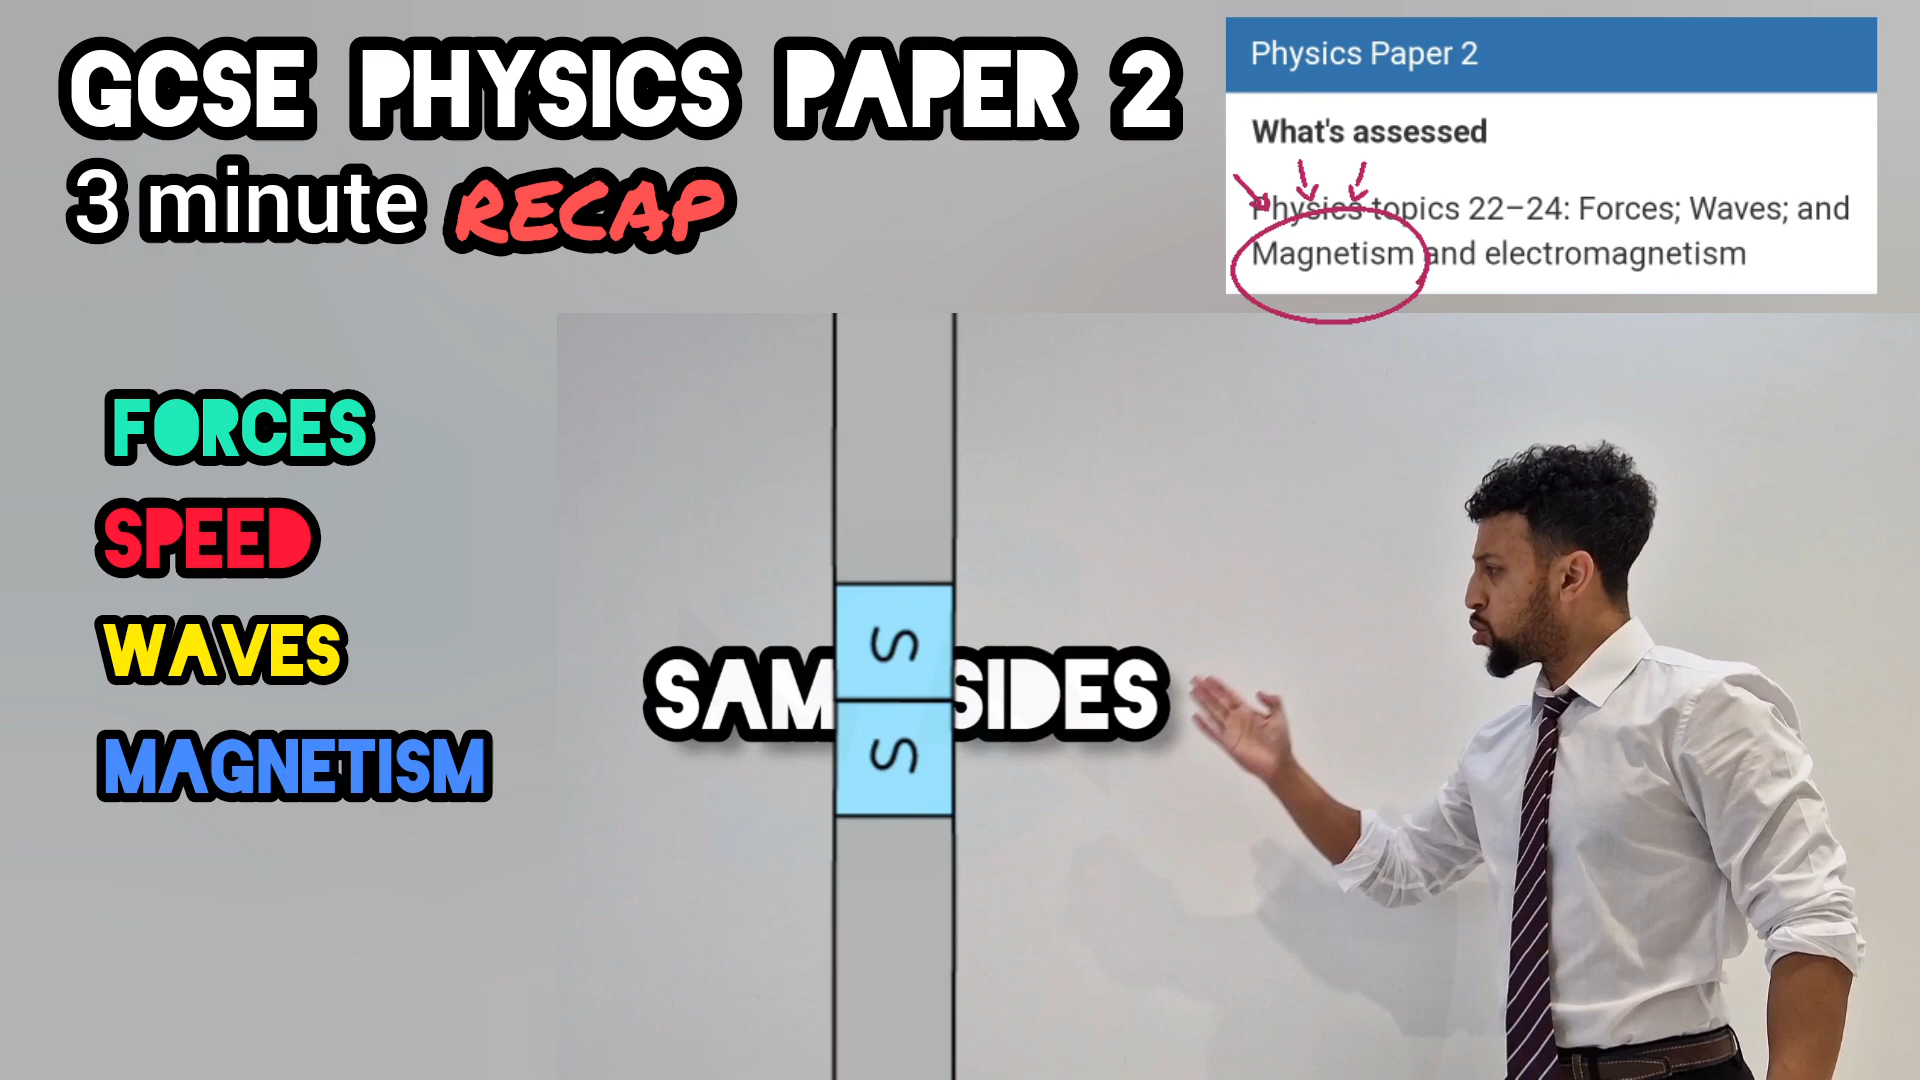 GCSE PHYSICS PAPER 2
3 minute RECAP
Physics Paper 2
What's assessed
Physics topics 22–24: Forces; Waves; and
Magnetism and electromagnetism
FORCES
SPEED
WAVES
MAGNETISM
S
SAM SIDES
S